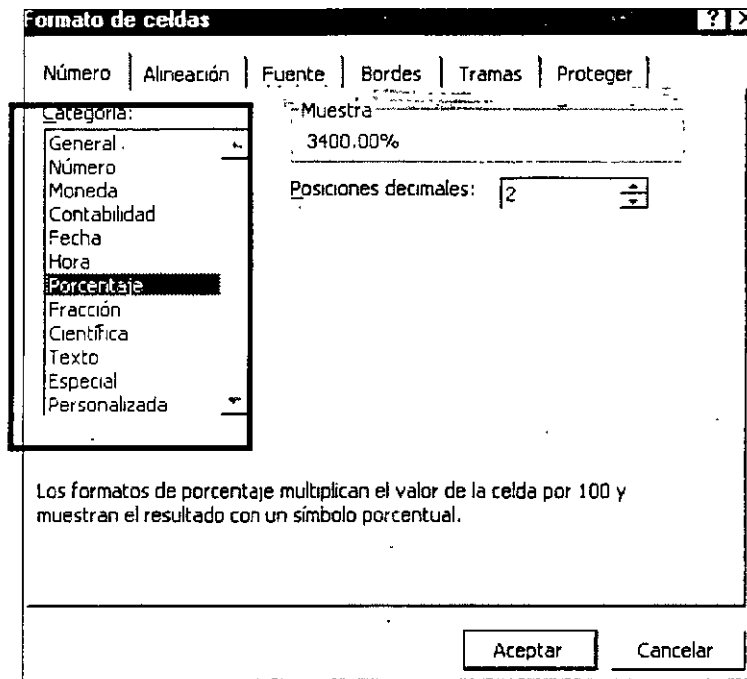 Formato de celdas
Número Alineación Fuente Bordes Tramas Proteger
Categoría:
General
Número
Moneda
Contabilidad
Fecha
Hora
Porcentaje
Fracción
Científica
Texto
Especial
Personalizada
Muestra
3400.00%
Posiciones decimales: 2
Los formatos de porcentaje multiplican el valor de la celda por 100 y
muestran el resultado con un símbolo porcentual.
Aceptar Cancelar